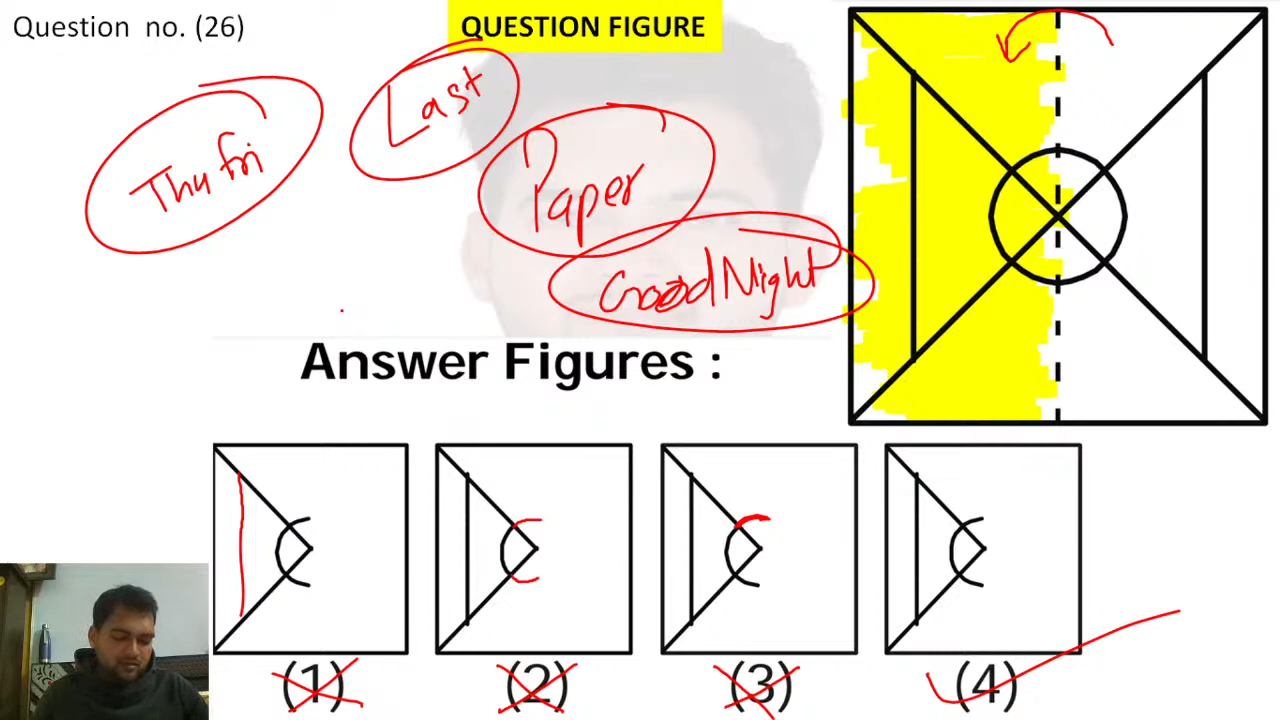 Question no. (26)
QUESTION FIGURE
Thu fri
Last
Paper
Good Night
Answer Figures :
(1) (2) (3) (4)